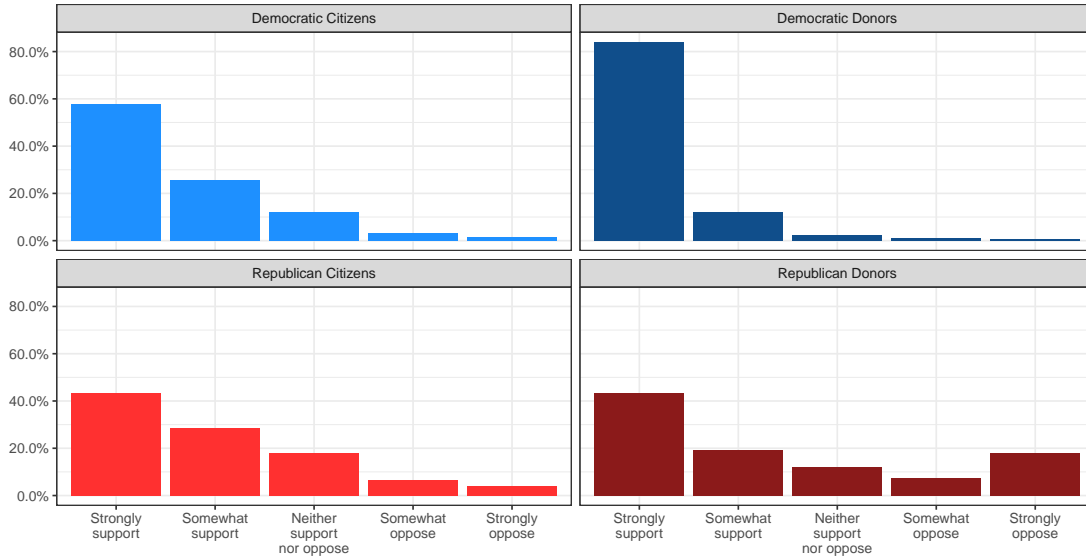 Democratic Citizens
Democratic Donors
80.0%
60.0%
40.0%
20.0%
0.0%
Republican Citizens
Republican Donors
80.0%
60.0%
40.0%
20.0%
0.0%
Strongly
support
Somewhat
support
Neither
support
nor oppose
Somewhat
oppose
Strongly
oppose
Strongly
support
Somewhat
support
Neither
support
nor oppose
Somewhat
oppose
Strongly
oppose